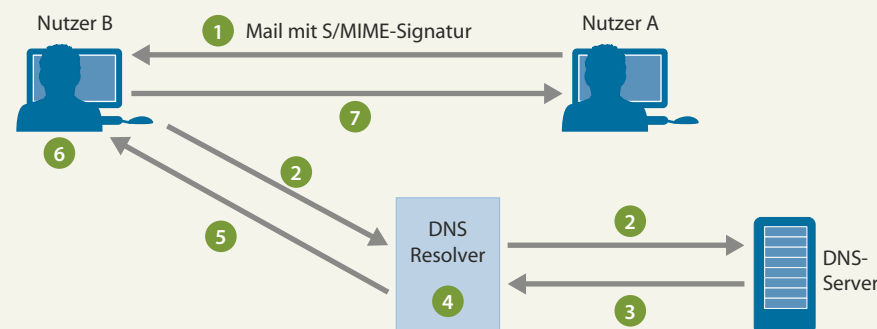 Nutzer B
1 Mail mit S/MIME-Signatur
Nutzer A
7
6
2
5
DNS
Resolver
4
2
3
DNS-
Server